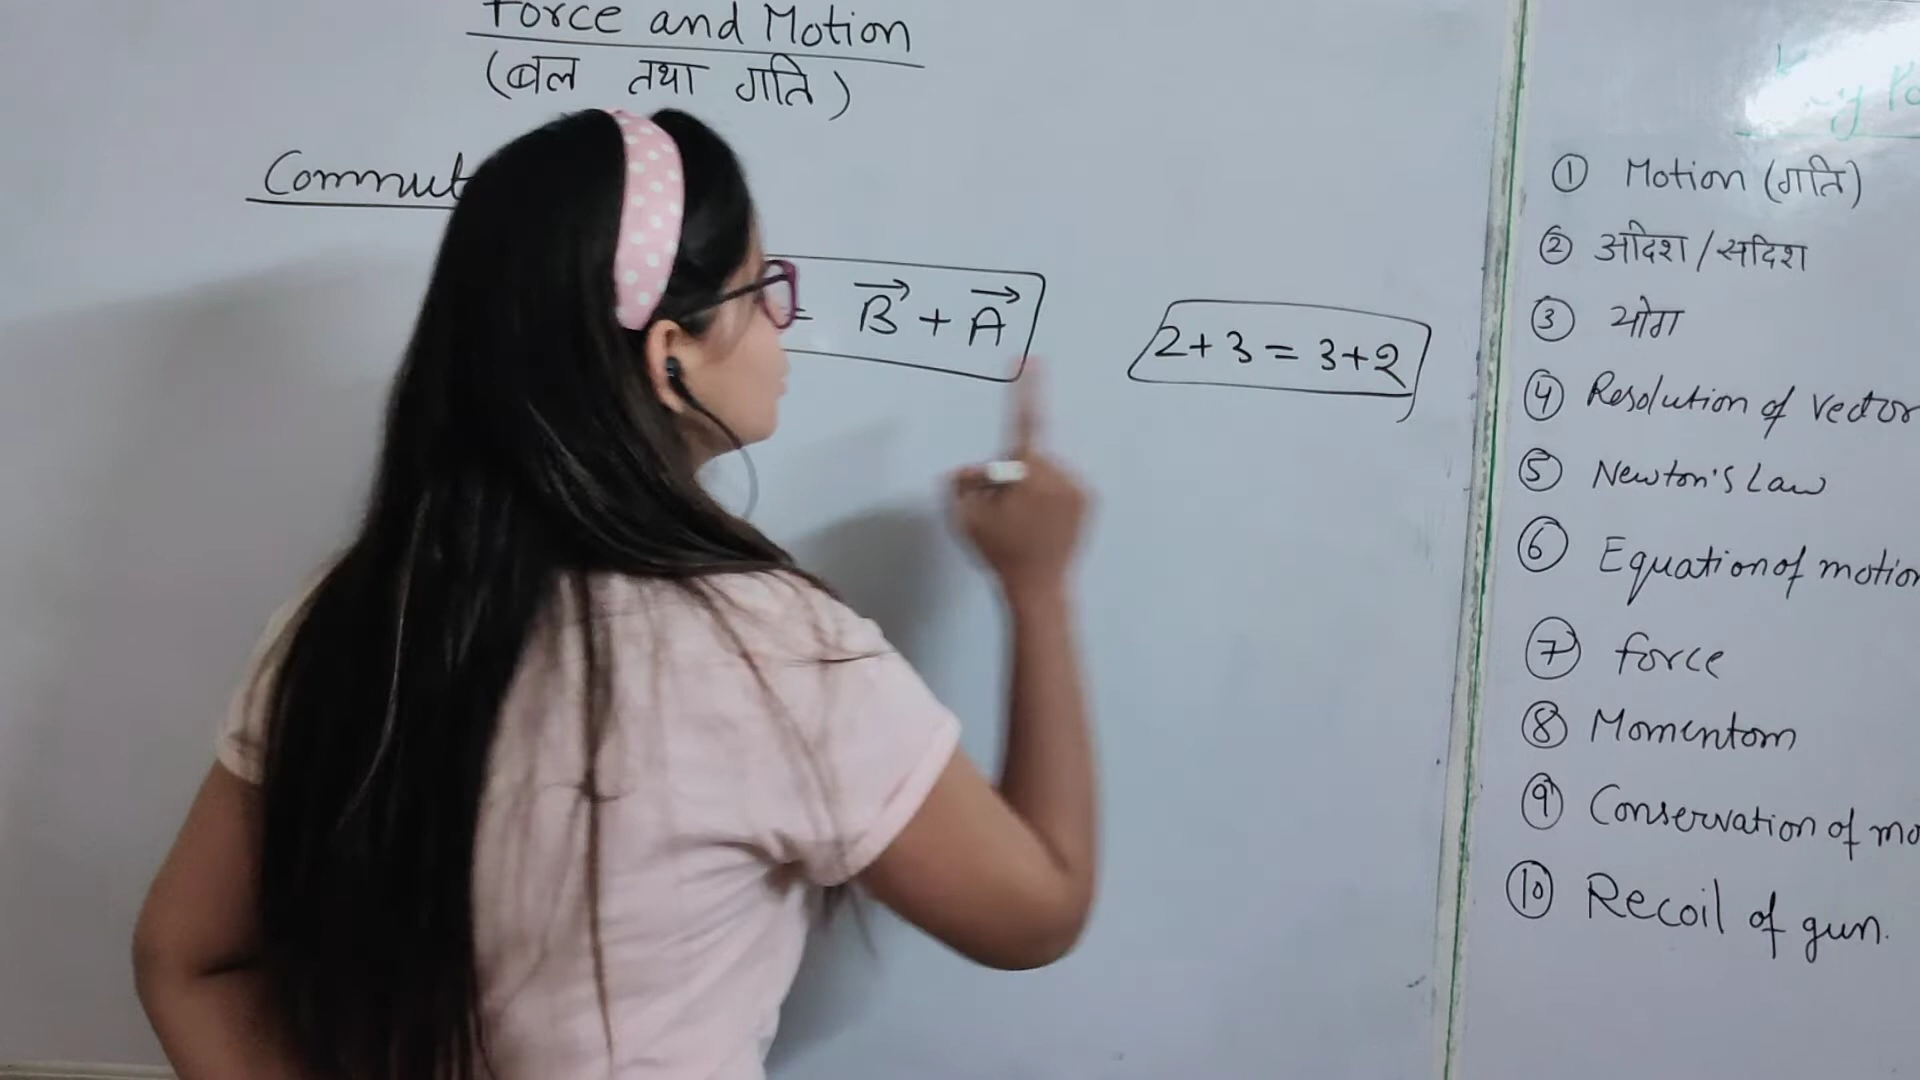 Force and Motion
(बल तथा गति)
= B⃗ + A⃗
2+3 = 3+2
① Motion (गति)
② अदिश / सदिश
③ योग
④ Resolution of vector
⑤ Newton's Law
⑥ Equation of motion
⑦ force
⑧ Momentom
⑨ Conservation of mo
⑩ Recoil of gun.